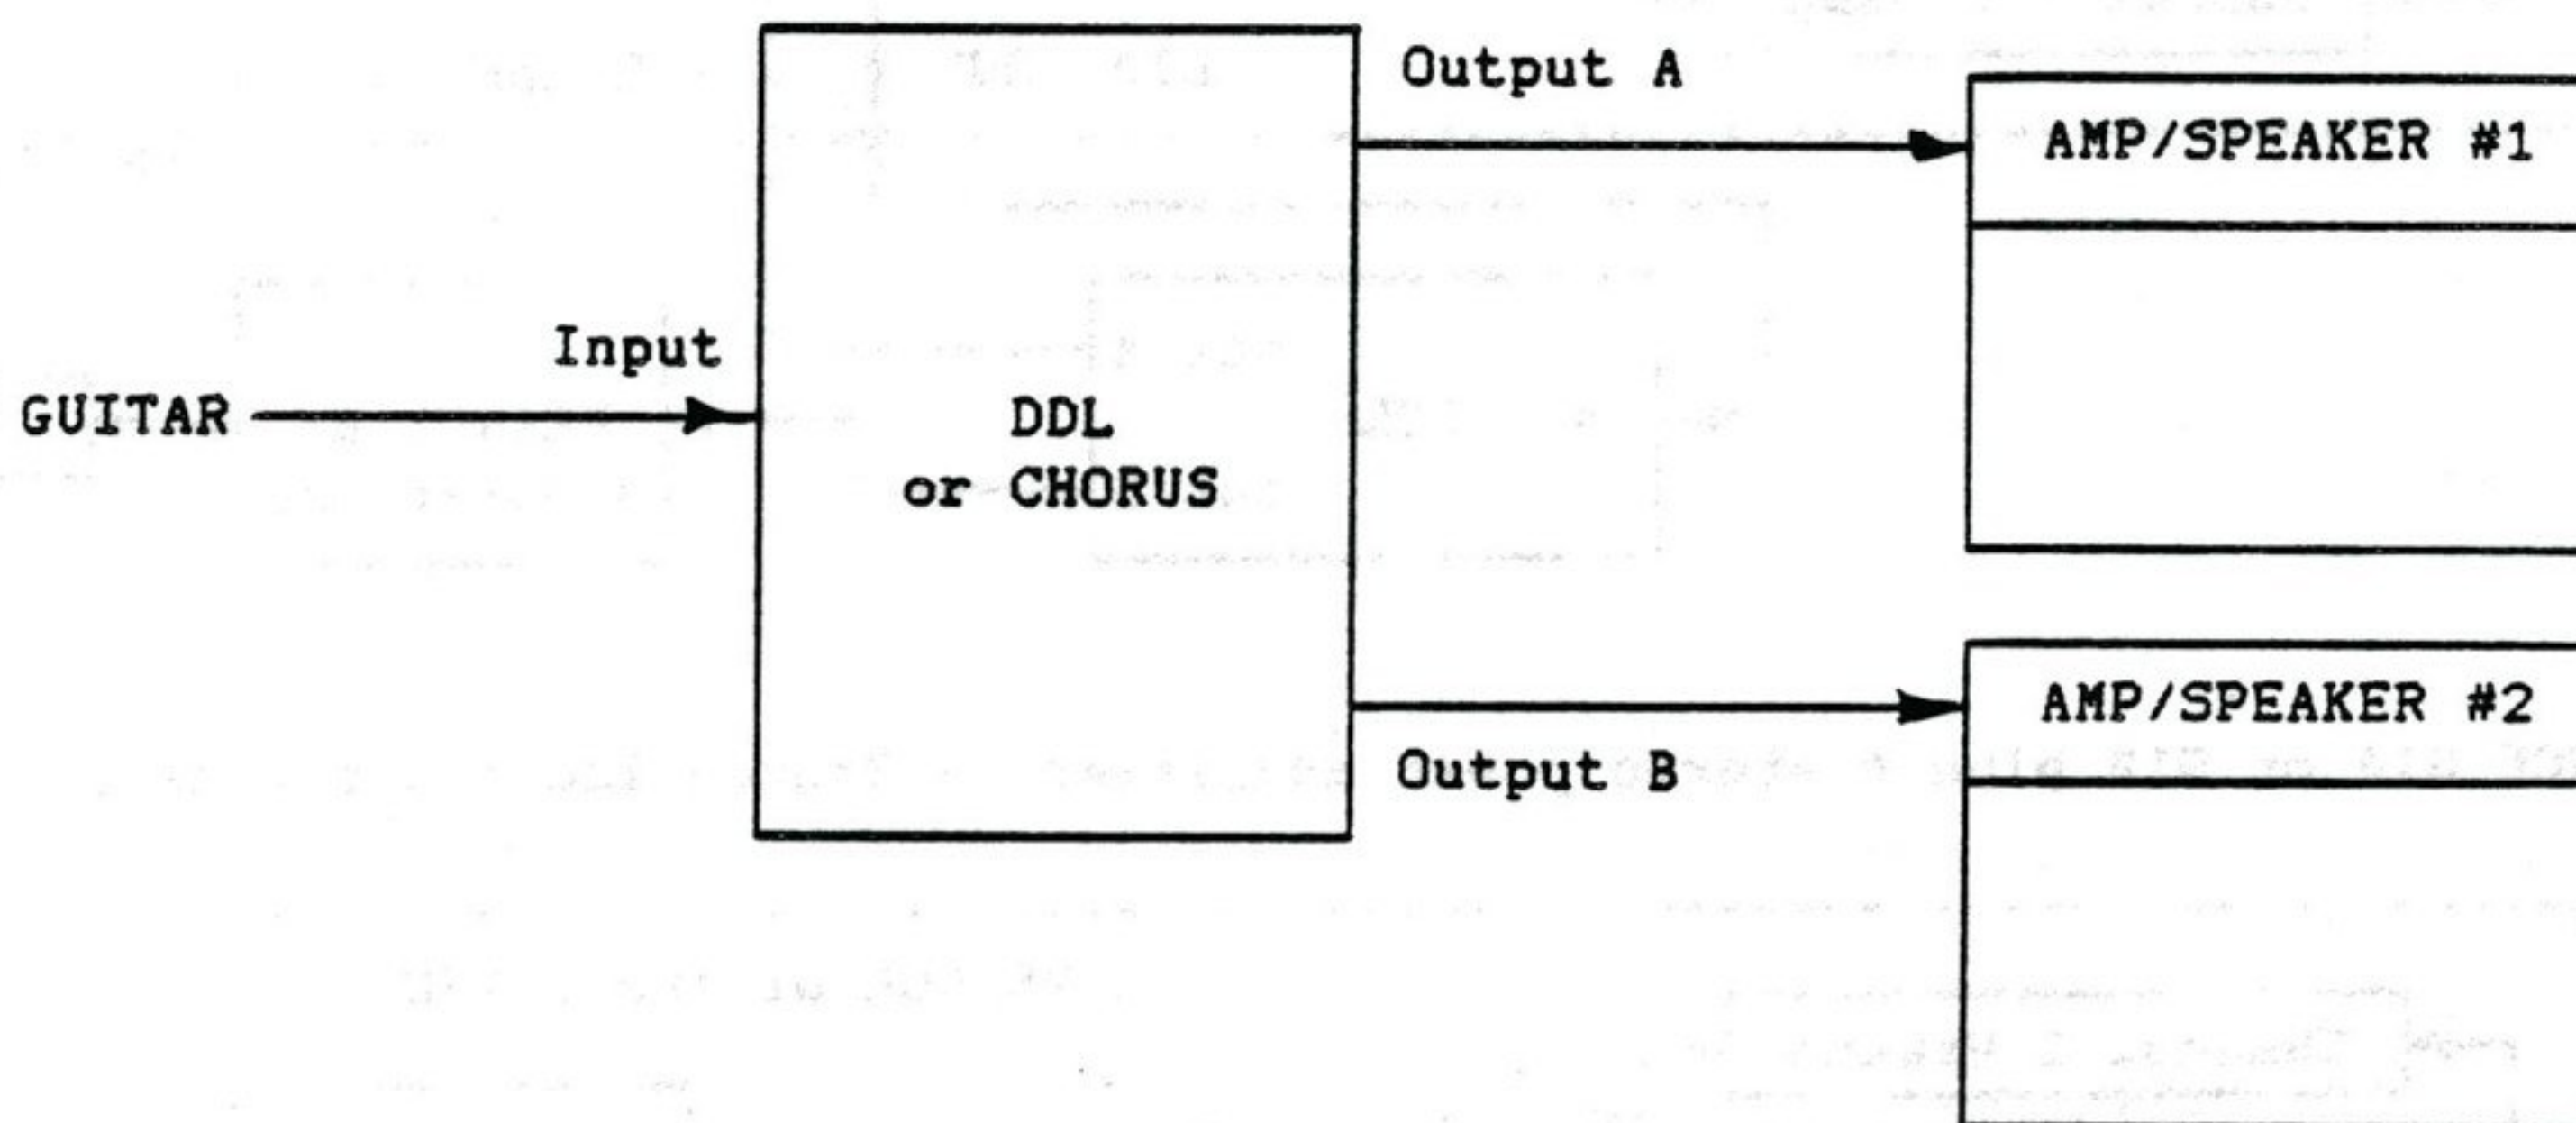 Output A
AMP/SPEAKER #1
Input
GUITAR
DDL
or CHORUS
AMP/SPEAKER #2
Output B